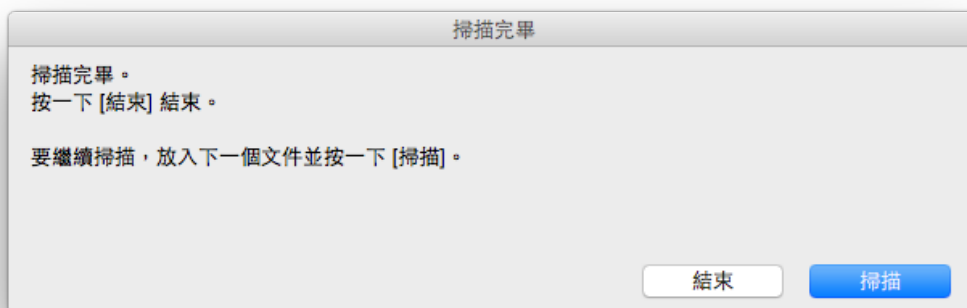 掃描完畢
掃描完畢。
按一下 [結束] 結束。
要繼續掃描，放入下一個文件並按一下 [掃描]。
結束
掃描